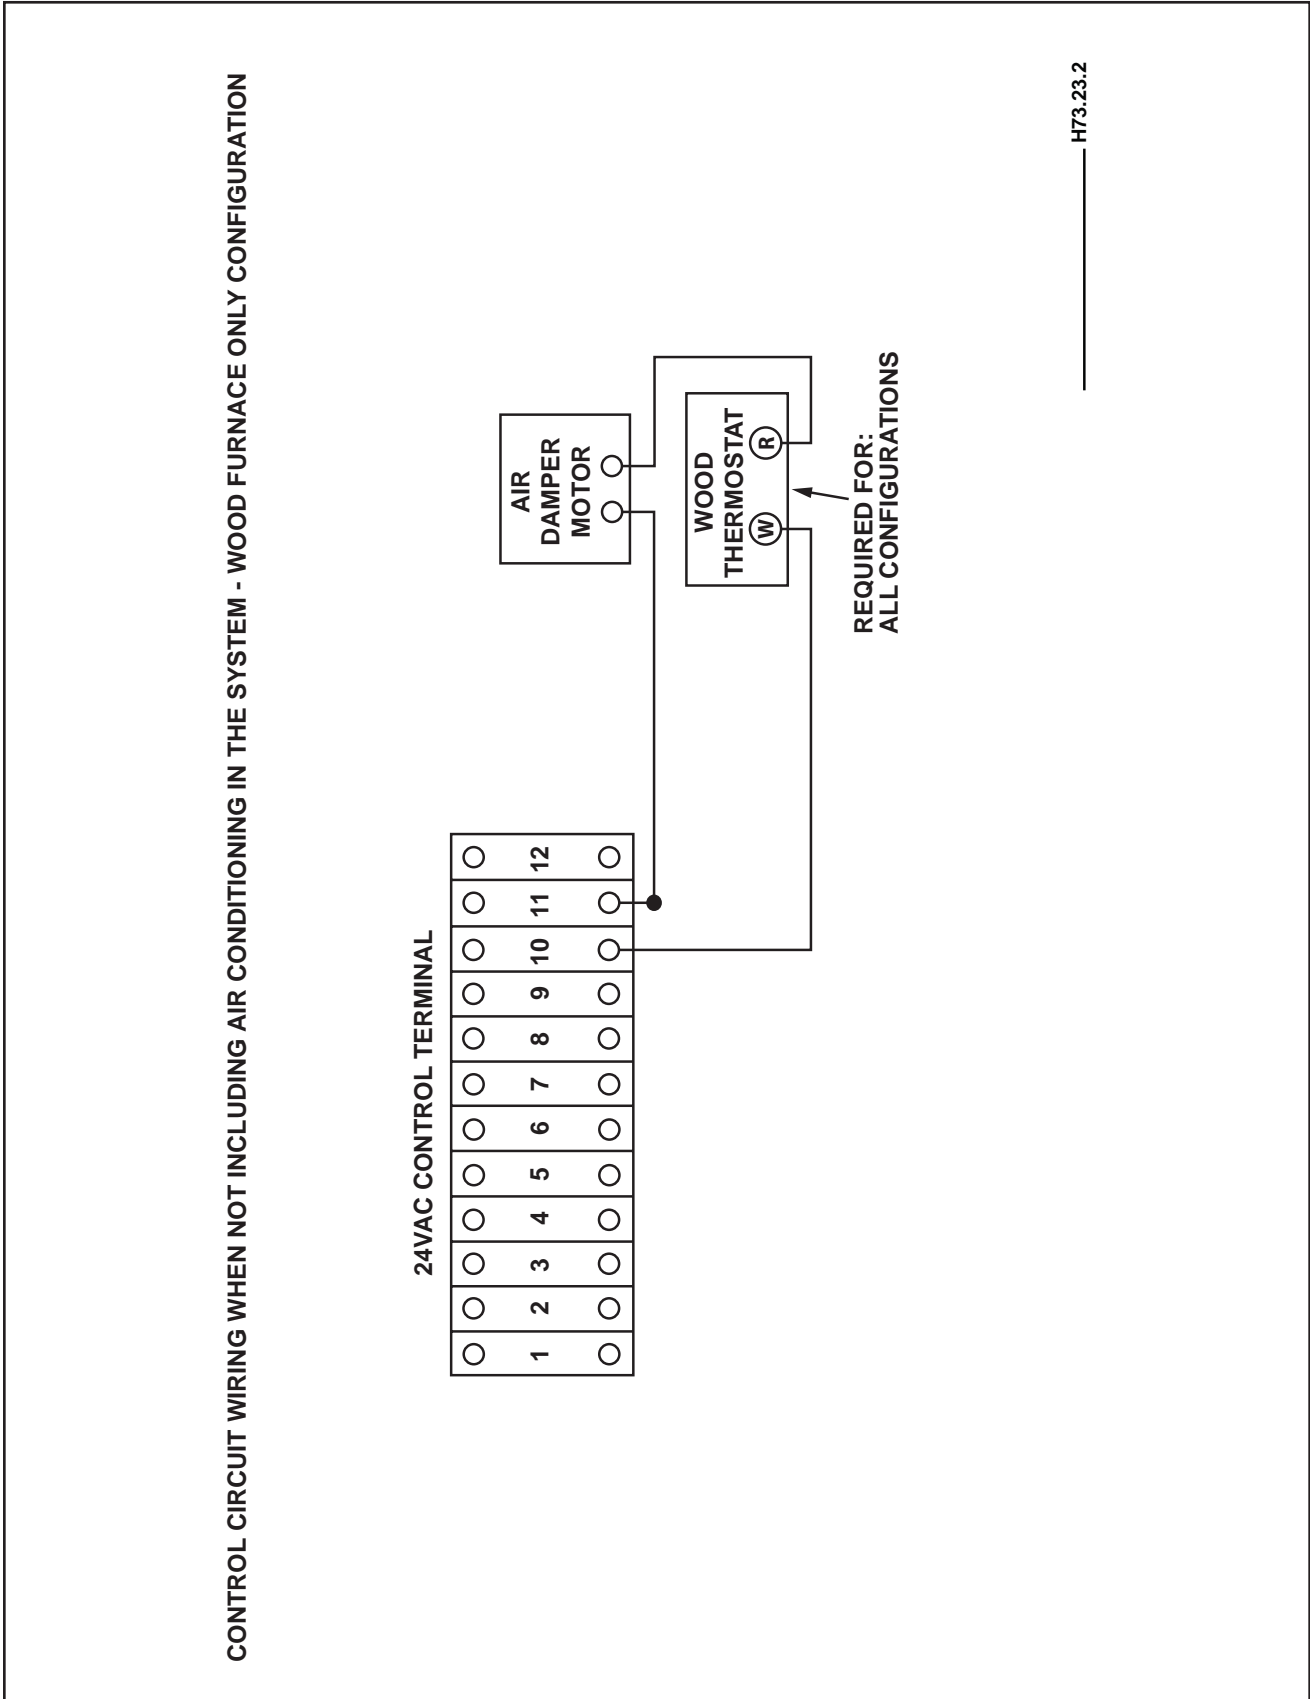 CONTROL CIRCUIT WIRING WHEN NOT INCLUDING AIR CONDITIONING IN THE SYSTEM - WOOD FURNACE ONLY CONFIGURATION
24VAC CONTROL TERMINAL
1 2 3 4 5 6 7 8 9 10 11 12
AIR
DAMPER
MOTOR
WOOD
THERMOSTAT
W R
REQUIRED FOR:
ALL CONFIGURATIONS
H73.23.2